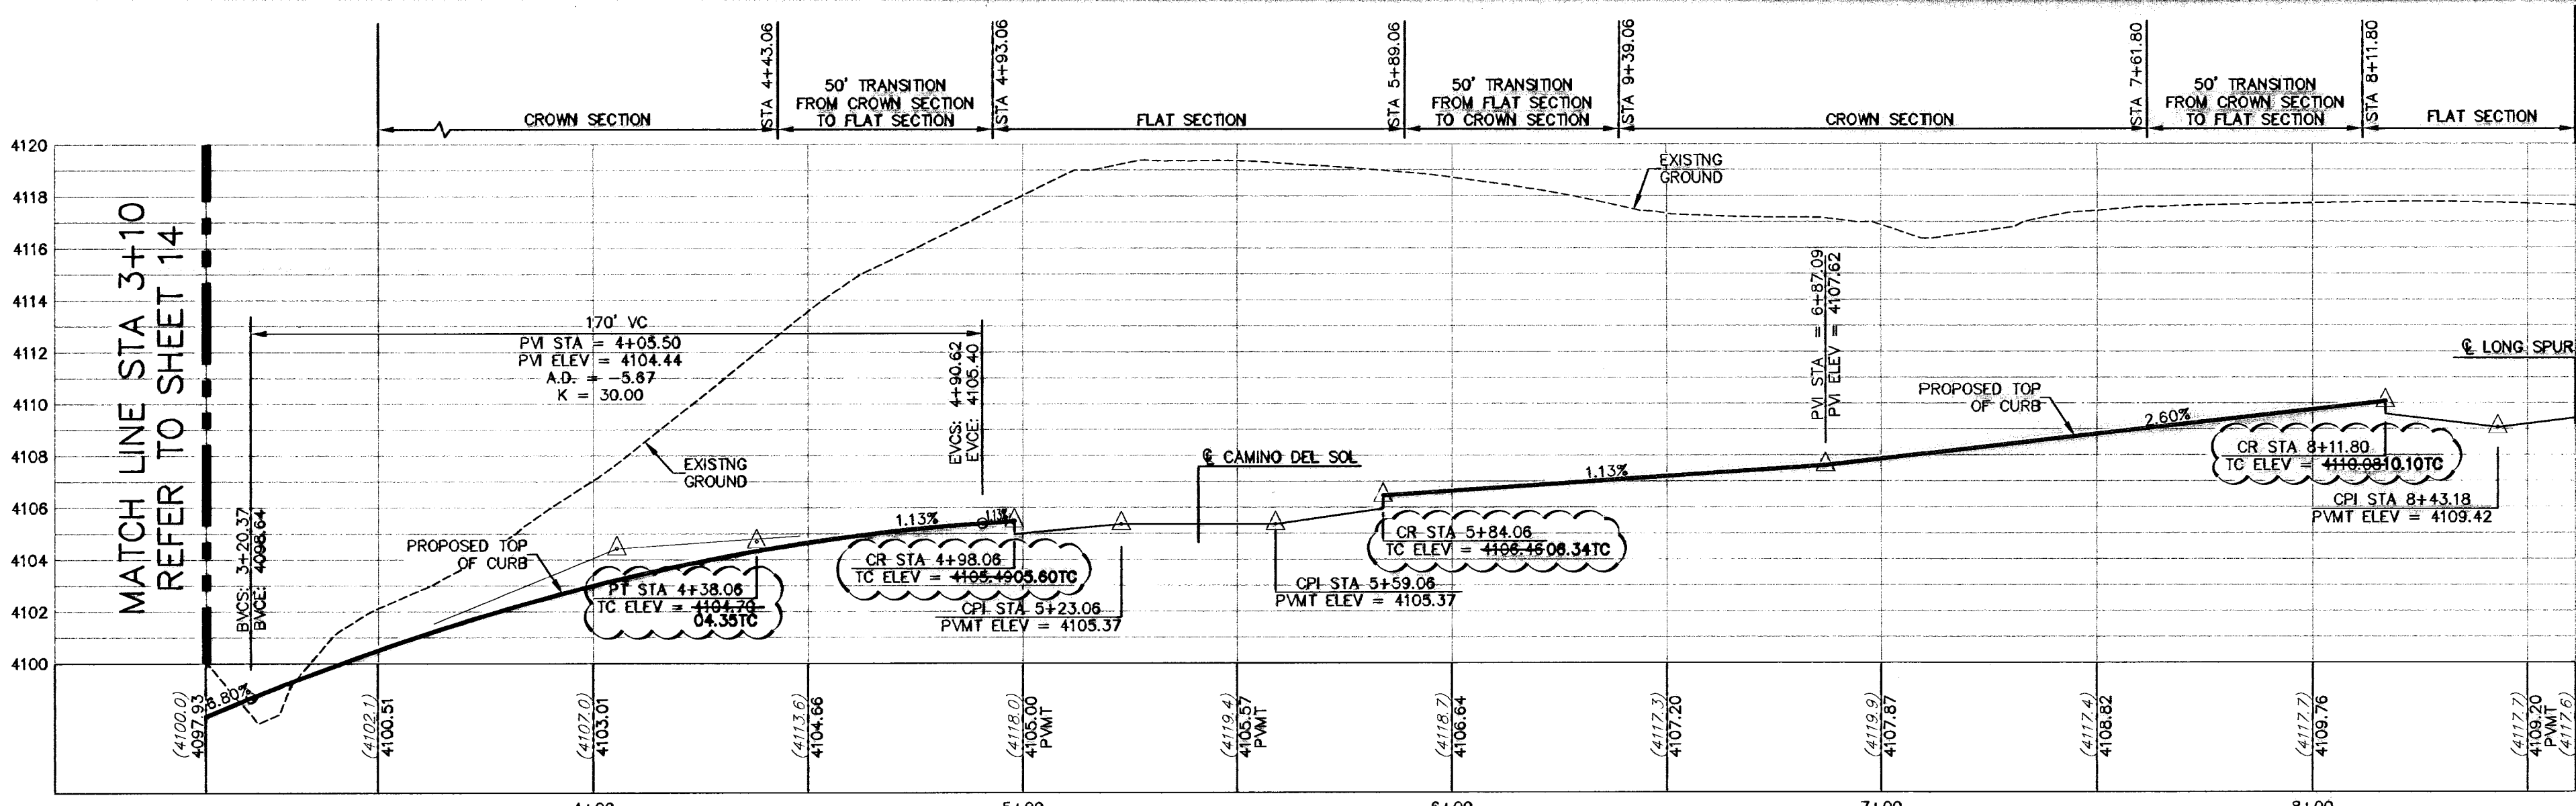 STA 4+43.06
STA 4+93.06
STA 5+89.06
STA 9+39.06
STA 7+61.80
STA 8+11.80
CROWN SECTION
50' TRANSITION
FROM CROWN SECTION
TO FLAT SECTION
FLAT SECTION
50' TRANSITION
FROM FLAT SECTION
TO CROWN SECTION
CROWN SECTION
50' TRANSITION
FROM CROWN SECTION
TO FLAT SECTION
FLAT SECTION
4120
4118
4116
4114
4112
4110
4108
4106
4104
4102
4100
MATCH LINE STA 3+10
REFER TO SHEET 14
EXISTNG
GROUND
170' VC
PVI STA = 4+05.50
PVI ELEV = 4104.44
A.D. = -5.67
K = 30.00
BVCS: 3+20.37
BVCE: 4098.64
EVCS: 4+90.62
EVCE: 4105.40
EXISTNG
GROUND
PROPOSED TOP
OF CURB
PT STA 4+38.06
TC ELEV = 4104.70
04.35TC
1.13%
1.13%
CR STA 4+98.06
TC ELEV = 4105.4905.60TC
CPI STA 5+23.06
PVMT ELEV = 4105.37
℄ CAMINO DEL SOL
CPI STA 5+59.06
PVMT ELEV = 4105.37
CR STA 5+84.06
TC ELEV = 4106.4606.34TC
1.13%
PVI STA = 6+87.09
PVI ELEV = 4107.62
PROPOSED TOP
OF CURB
2.60%
CR STA 8+11.80
TC ELEV = 4110.0810.10TC
CPI STA 8+43.18
PVMT ELEV = 4109.42
℄ LONG SPUR
6.80%
(4100.0)
4097.93
(4102.1)
4100.51
(4107.0)
4103.01
(4113.6)
4104.66
(4118.0)
4105.00
PVMT
(4119.4)
4105.57
PVMT
(4118.7)
4106.64
(4117.3)
4107.20
(4119.9)
4107.87
(4117.4)
4108.82
(4117.7)
4109.76
(4117.7)
4109.20
PVMT
(4117.6)
4+00
5+00
6+00
7+00
8+00